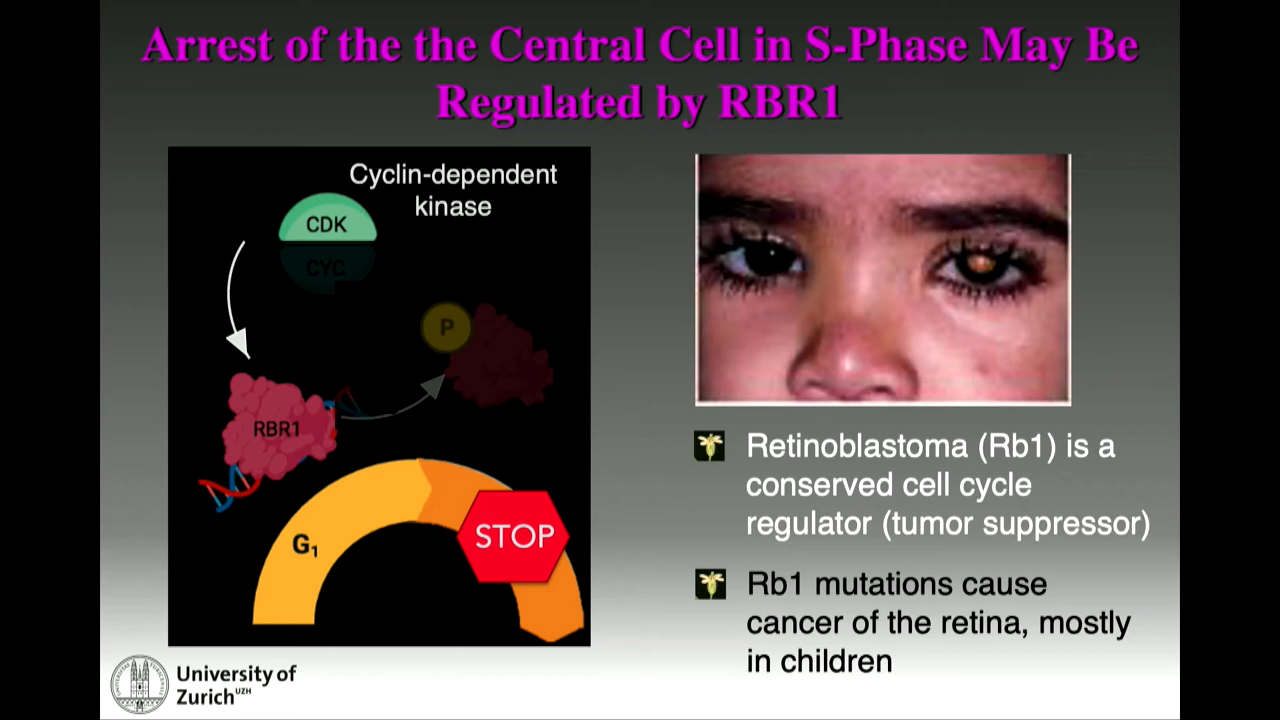 Arrest of the the Central Cell in S-Phase May Be
Regulated by RBR1
Cyclin-dependent
kinase
CDK
CYC
P
RBR1
G₁
STOP
Retinoblastoma (Rb1) is a
conserved cell cycle
regulator (tumor suppressor)
Rb1 mutations cause
cancer of the retina, mostly
in children
University of
Zurich UZH